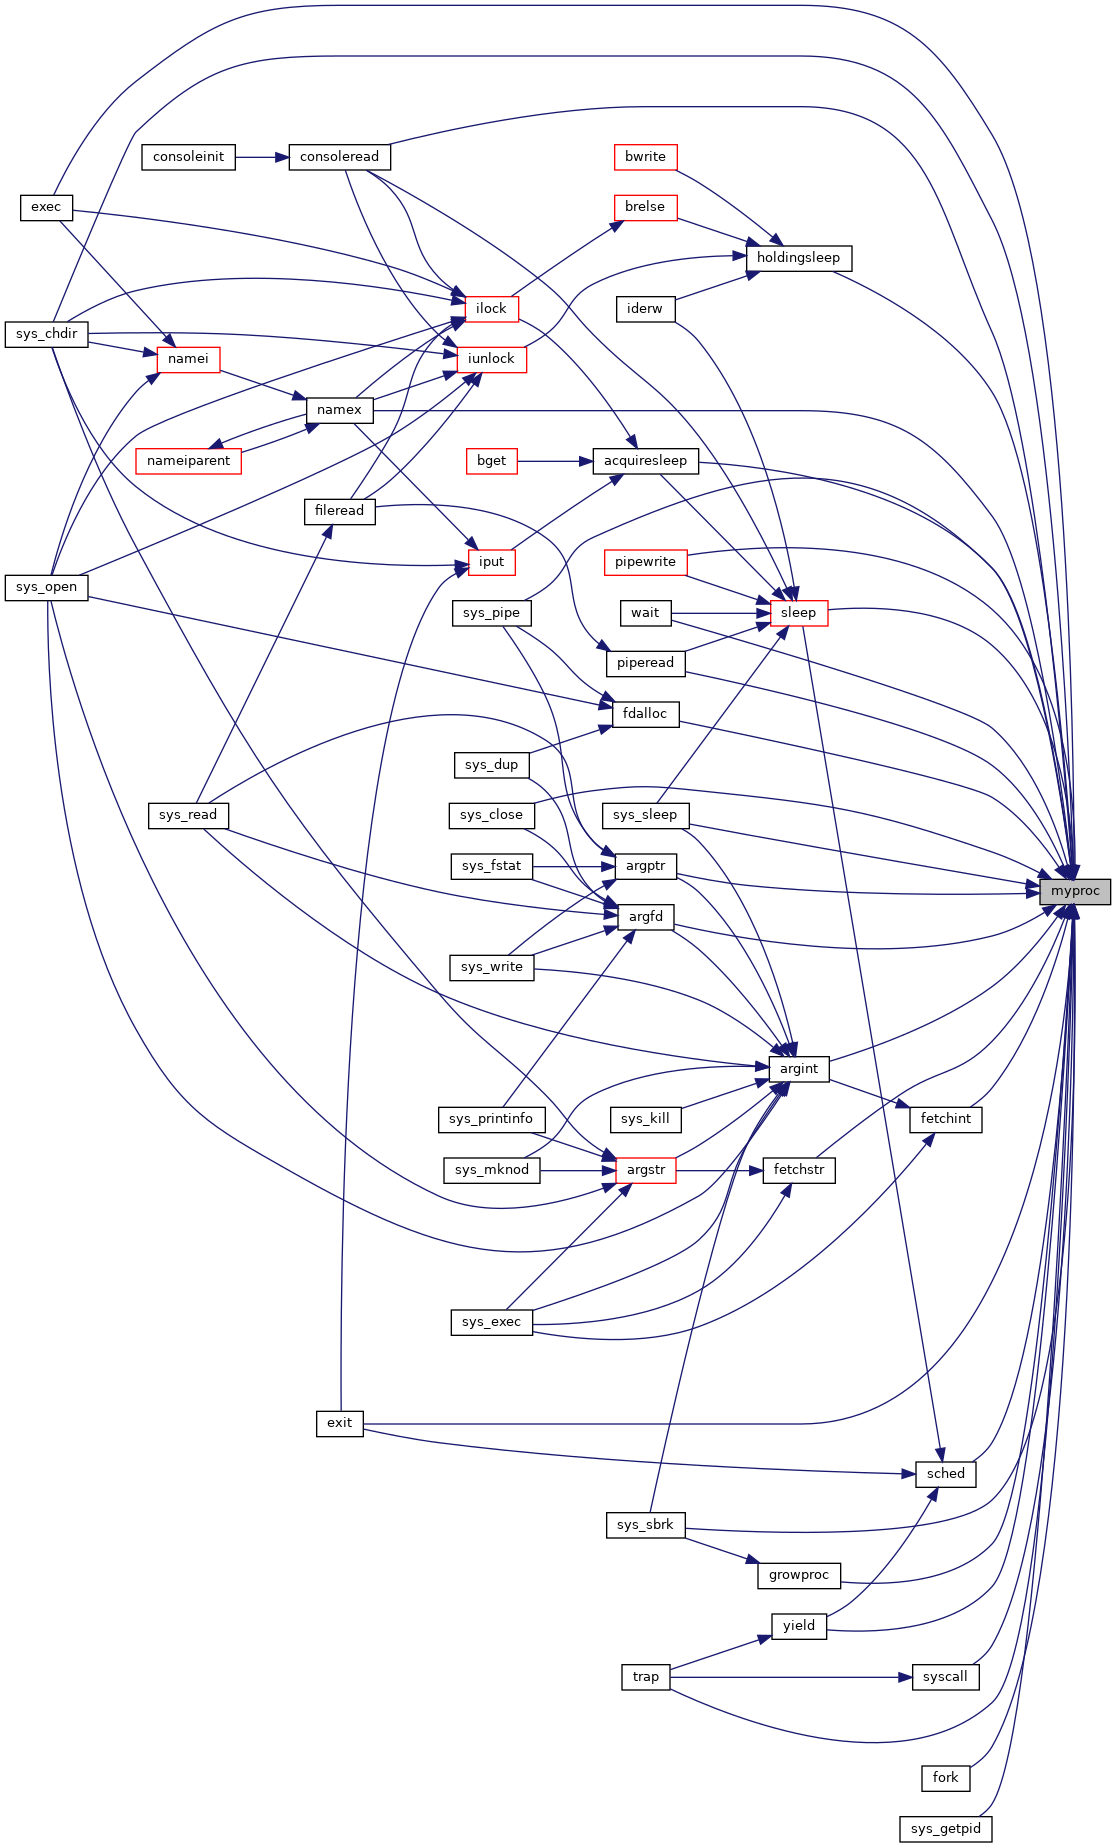 consoleinit
consoleread
bwrite
exec
brelse
holdingsleep
ilock
iderw
sys_chdir
namei
iunlock
namex
nameiparent
bget
acquiresleep
fileread
iput
pipewrite
sys_open
sys_pipe
wait
sleep
piperead
fdalloc
sys_dup
sys_read
sys_close
sys_sleep
sys_fstat
argptr
myproc
argfd
sys_write
argint
sys_printinfo
sys_kill
fetchint
sys_mknod
argstr
fetchstr
sys_exec
exit
sched
sys_sbrk
growproc
yield
trap
syscall
fork
sys_getpid